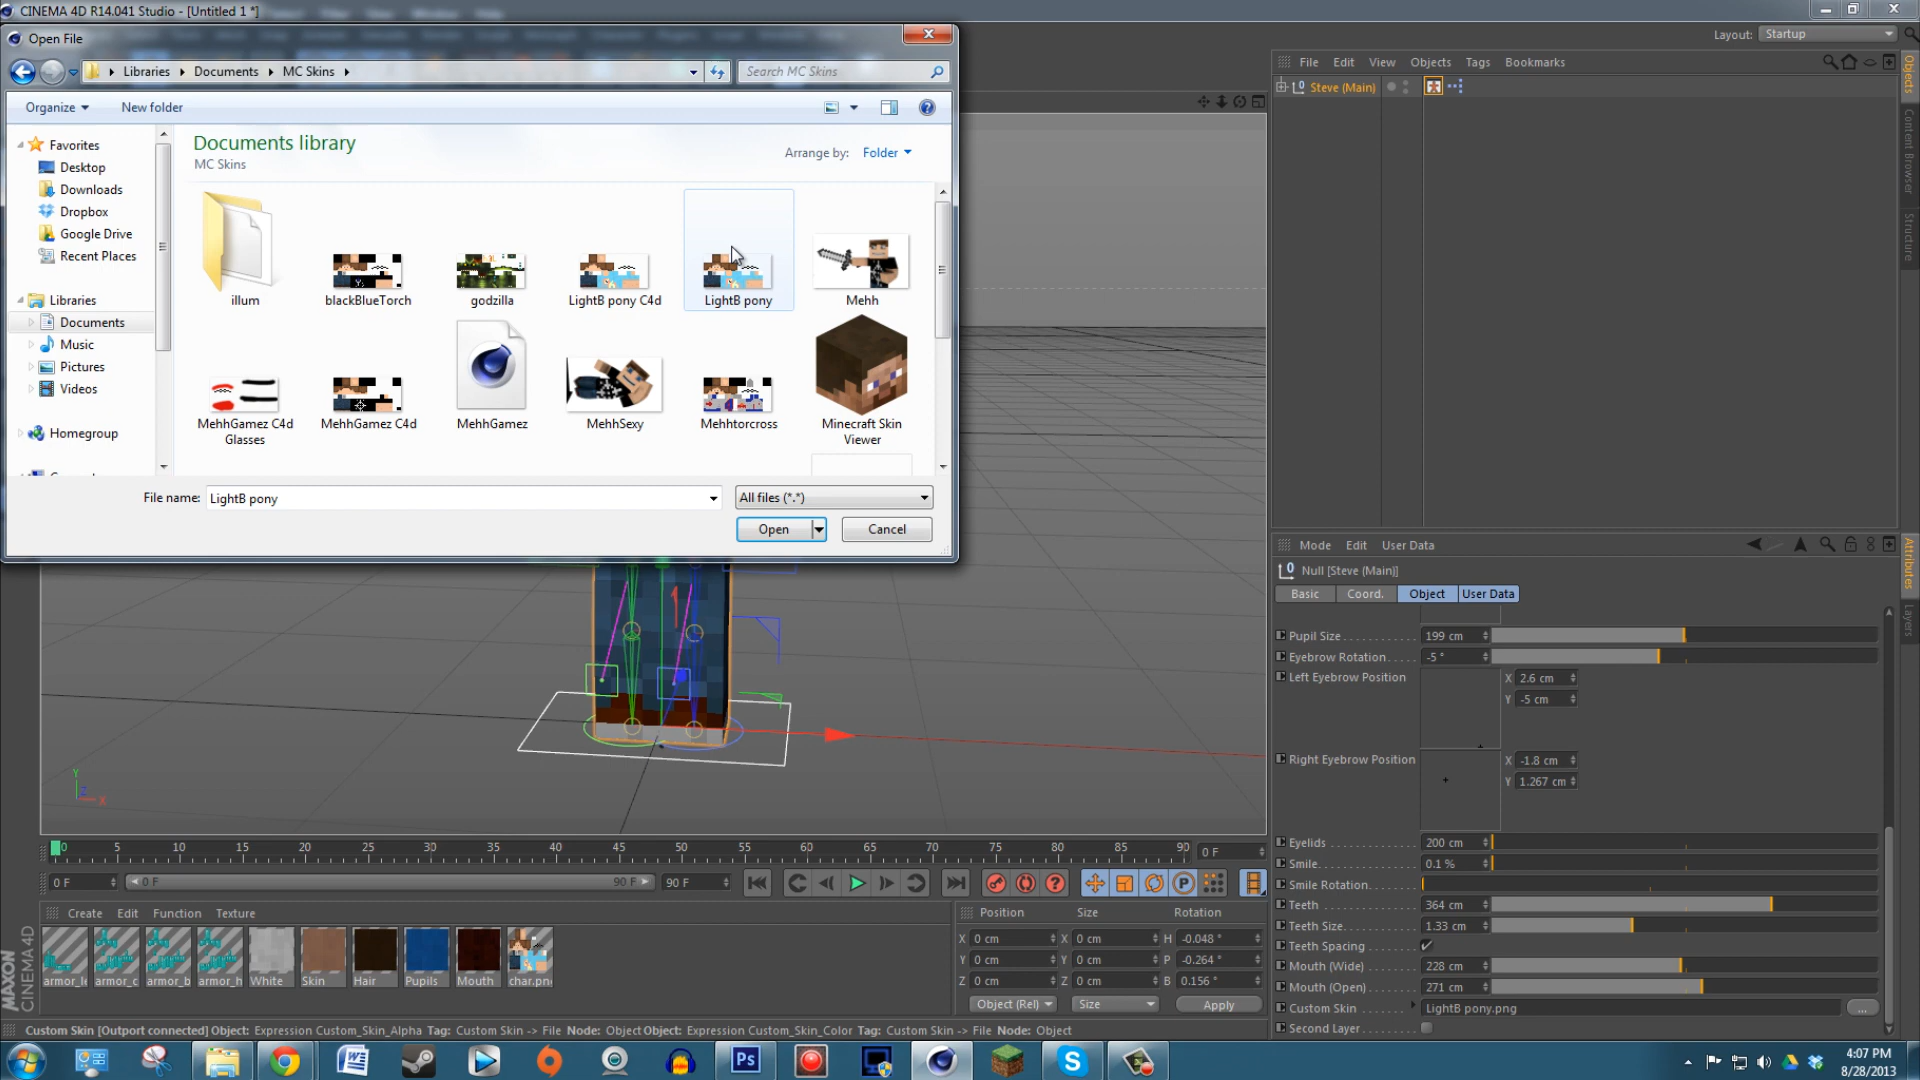 CINEMA 4D R14.041 Studio - [Untitled 1 *]
Open File
Layout: Startup
Libraries Documents MC Skins
Search MC Skins
File Edit View Objects Tags Bookmarks
Organize New folder
Steve (Main)
Documents library
MC Skins
Arrange by: Folder
Favorites
Desktop
Downloads
Dropbox
Google Drive
Recent Places
Libraries
Documents
Music
Pictures
Videos
Homegroup
illum
blackBlueTorch
godzilla
LightB pony C4d
LightB pony
Mehh
MehhGamez C4d Glasses
MehhGamez C4d
MehhGamez
MehhSexy
Mehhtorcross
Minecraft Skin Viewer
File name: LightB pony
All files (*.*)
Open
Cancel
Objects
Content Browser
Structure
Attributes
Layers
Mode Edit User Data
Null [Steve (Main)]
Basic Coord. Object User Data
Pupil Size 199 cm
Eyebrow Rotation -5 °
Left Eyebrow Position X 2.6 cm
Y -5 cm
Right Eyebrow Position X -1.8 cm
Y 1.267 cm
Eyelids 200 cm
Smile 0.1 %
Smile Rotation
Teeth 364 cm
Teeth Size 1.33 cm
Teeth Spacing
Mouth (Wide) 228 cm
Mouth (Open) 271 cm
Custom Skin LightB pony.png
Second Layer
Y
Z
X
0 5 10 15 20 25 30 35 40 45 50 55 60 65 70 75 80 85 90 0 F
0 F 0 F 90 F 90 F
Create Edit Function Texture
armor_le armor_c armor_b armor_h White Skin Hair Pupils Mouth char.pn
Position Size Rotation
X 0 cm X 0 cm H -0.048 °
Y 0 cm Y 0 cm P -0.264 °
Z 0 cm Z 0 cm B 0.156 °
Object (Rel) Size Apply
MAXON
CINEMA 4D
Custom Skin [Outport connected] Object: Expression Custom_Skin_Alpha Tag: Custom Skin -> File Node: ObjectObject: Expression Custom_Skin_Color Tag: Custom Skin -> File Node: Object
4:07 PM
8/28/2013